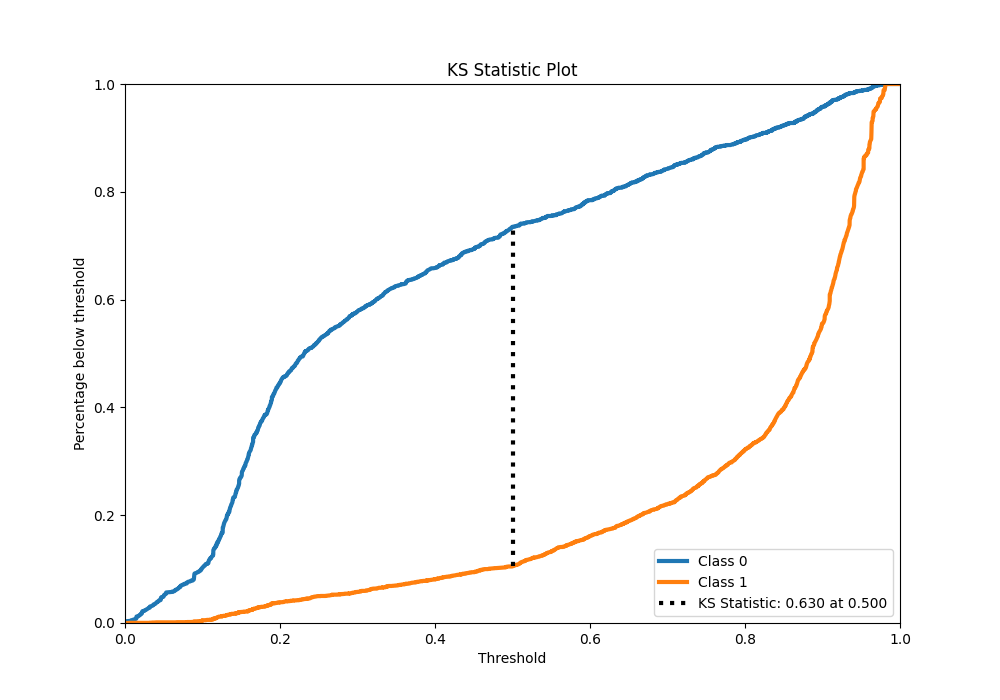 KS Statistic Plot
Percentage below threshold
1.0
0.8
0.6
0.4
0.2
0.0
0.0 0.2 0.4 0.6 0.8 1.0
Threshold
Class 0
Class 1
KS Statistic: 0.630 at 0.500